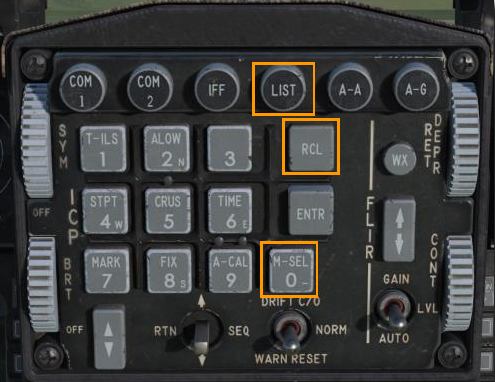 COM 1
COM 2
IFF
LIST
A-A
A-G
SYM
T-ILS 1
ALOW 2 N
3
RCL
WX
RET
DEPR
ICP
OFF
STPT 4 W
CRUS 5
TIME 6 E
ENTR
FLIR
BRT
MARK 7
FIX 8 S
A-CAL 9
M-SEL 0 -
CONT
GAIN
LVL
AUTO
OFF
RTN
SEQ
DRIFT C/O
NORM
WARN RESET